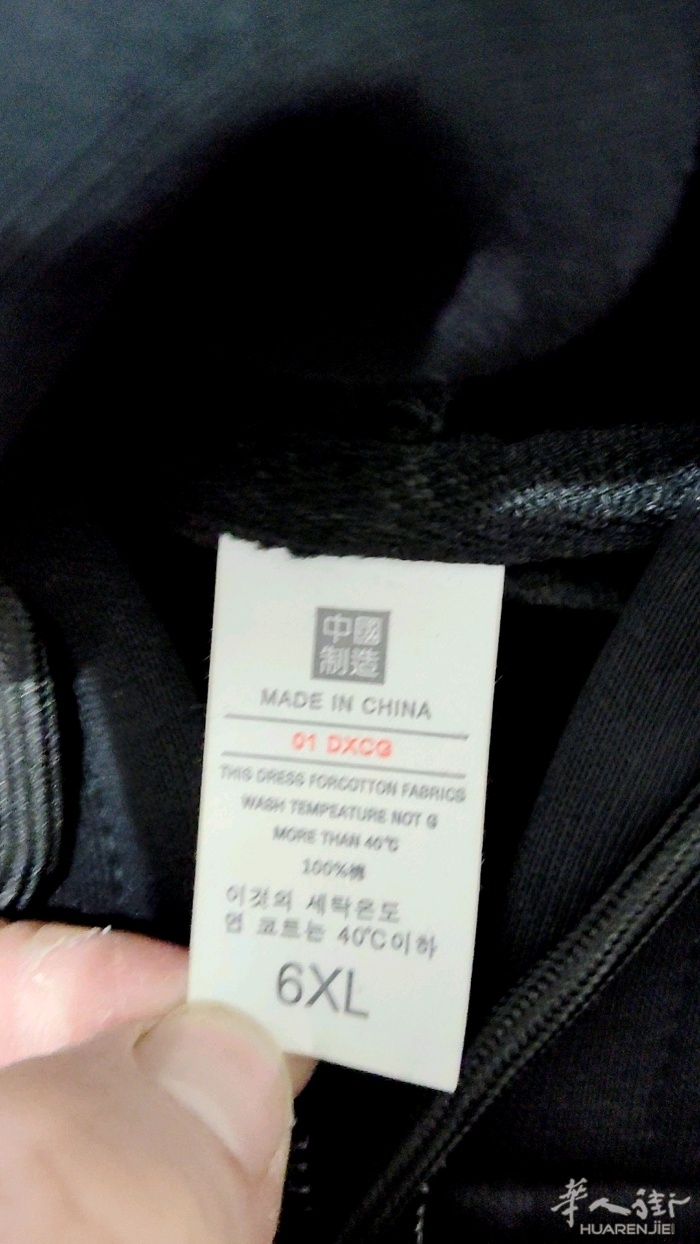 中國
制造
MADE IN CHINA
01 DXCG
THIS DRESS FORCOTTON FABRICS
WASH TEMPEATURE NOT G
MORE THAN 40℃
100%棉
이것의 세탁온도
염 코트는 40℃이하
6XL
華人街
HUARENJIE